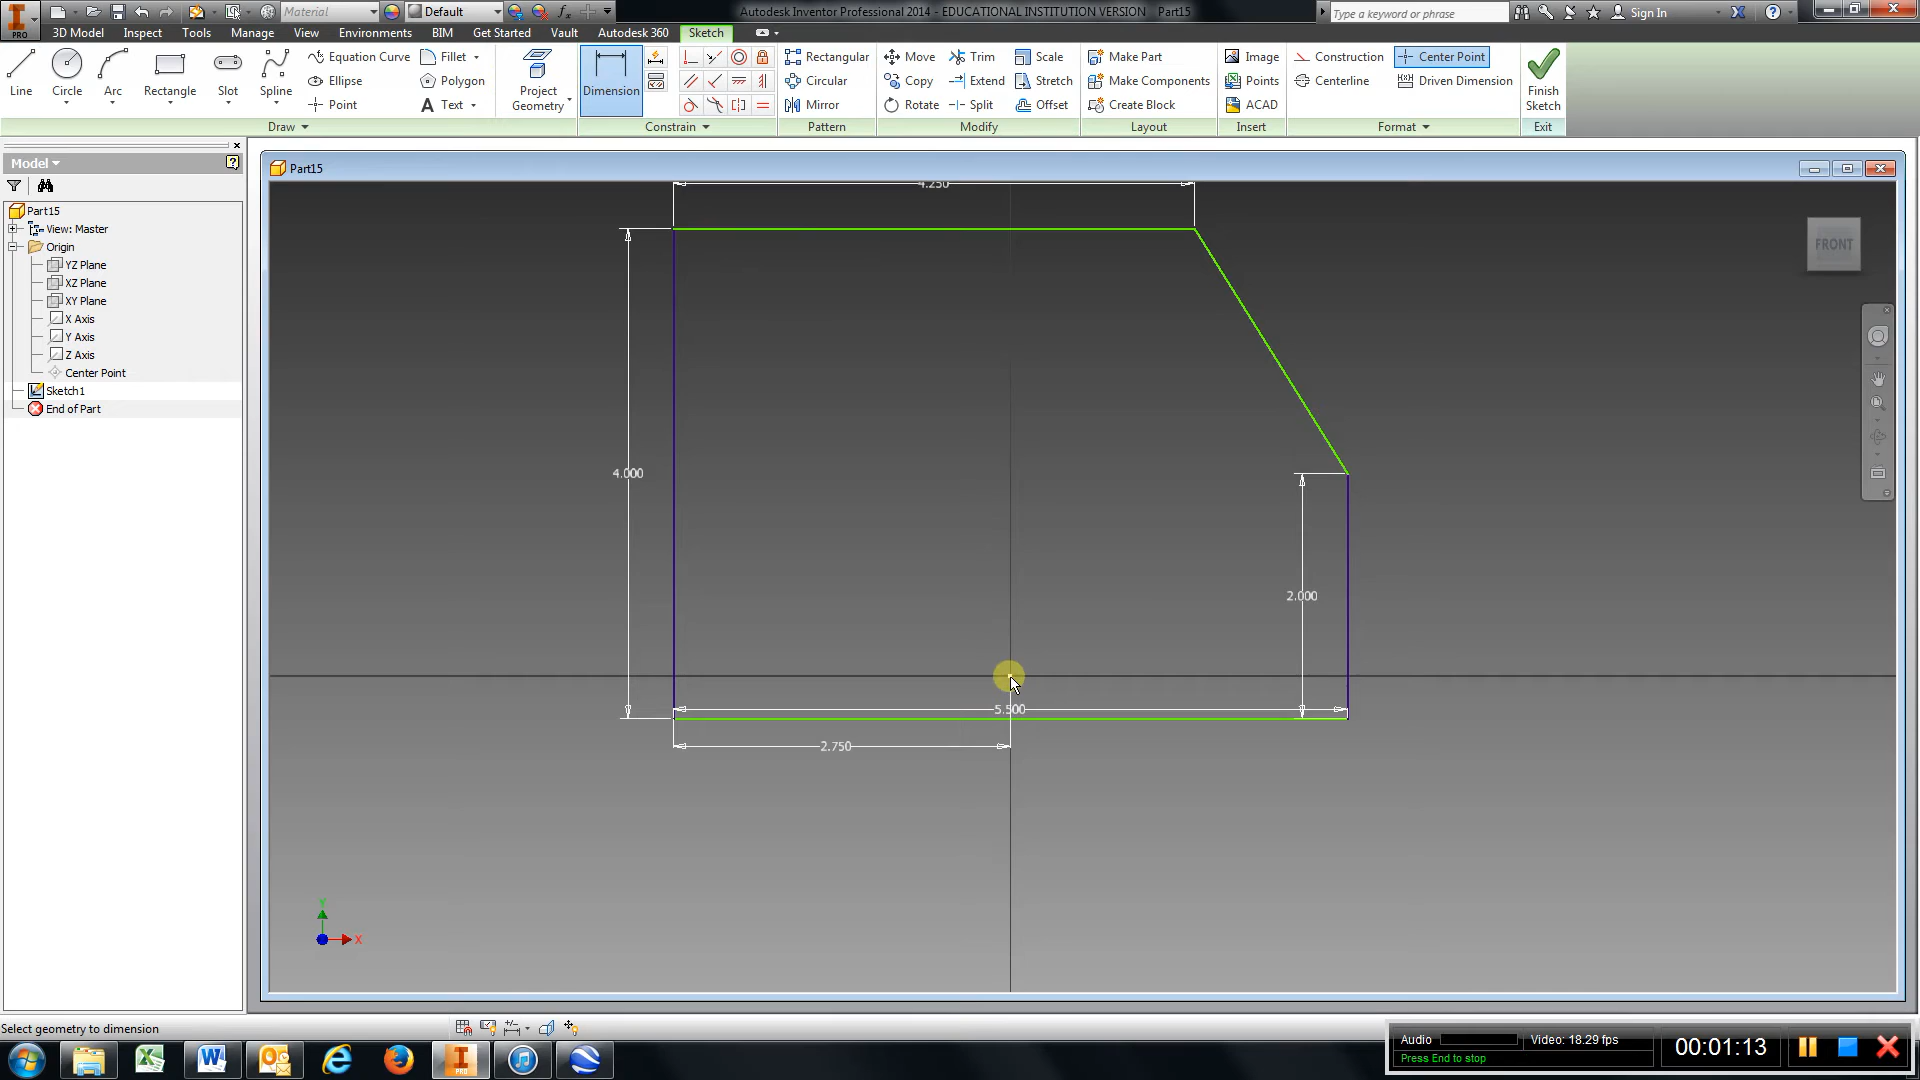 Material
Default
Autodesk Inventor Professional 2014 - EDUCATIONAL INSTITUTION VERSION Part15
Type a keyword or phrase
Sign In
PRO
3D Model
Inspect
Tools
Manage
View
Environments
BIM
Get Started
Vault
Autodesk 360
Sketch
Line
Circle
Arc
Rectangle
Slot
Spline
Equation Curve
Ellipse
Point
Fillet
Polygon
Text
Project
Geometry
Dimension
Rectangular
Circular
Mirror
Move
Copy
Rotate
Trim
Extend
Split
Scale
Stretch
Offset
Make Part
Make Components
Create Block
Image
Points
ACAD
Construction
Centerline
Center Point
Driven Dimension
Finish
Sketch
Draw
Constrain
Pattern
Modify
Layout
Insert
Format
Exit
Model
Part15
View: Master
Origin
YZ Plane
XZ Plane
XY Plane
X Axis
Y Axis
Z Axis
Center Point
Sketch1
End of Part
Part15
4.250
FRONT
4.000
2.000
5.500
2.750
Y
X
Select geometry to dimension
Audio
Video: 18.29 fps
Press End to stop
00:01:13
PRO